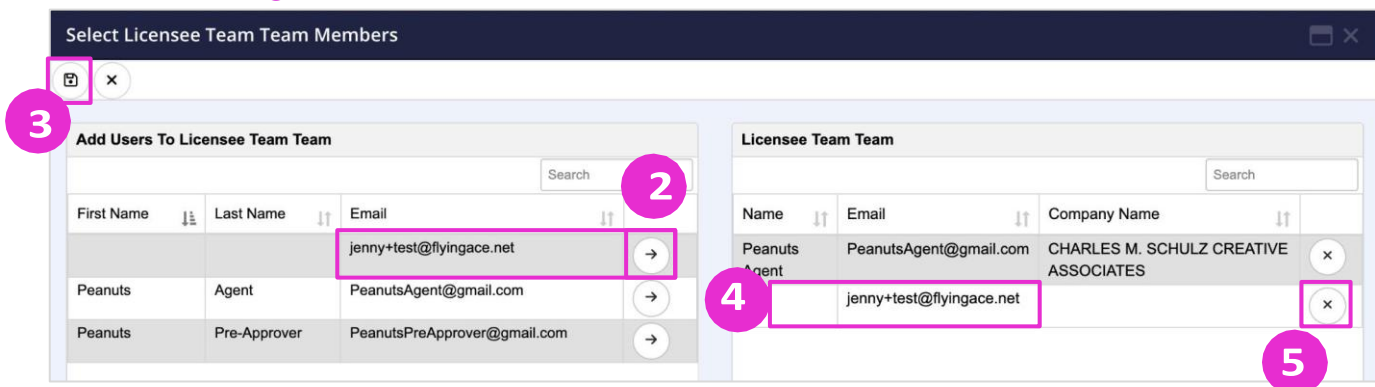 Select Licensee Team Team Members
3
Add Users To Licensee Team Team
Search
2
First Name Last Name Email
jenny+test@flyingace.net
Peanuts Agent PeanutsAgent@gmail.com
Peanuts Pre-Approver PeanutsPreApprover@gmail.com
Licensee Team Team
Search
Name Email Company Name
Peanuts PeanutsAgent@gmail.com CHARLES M. SCHULZ CREATIVE
Agent ASSOCIATES
4
jenny+test@flyingace.net
5